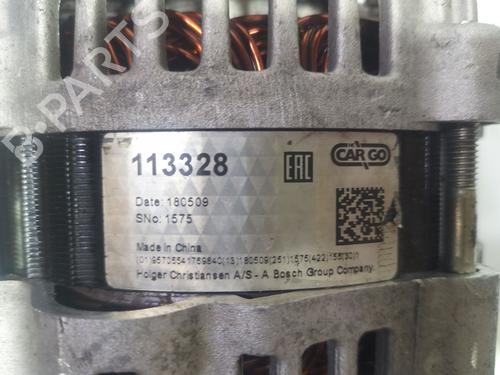 B-PARTS
113328
EAC
CARGO
Date: 180509
SNo: 1575
Made in China
(01)95705541769840(13)180509(251)1575(422)156(30)1
Holger Christiansen A/S - A Bosch Group Company.